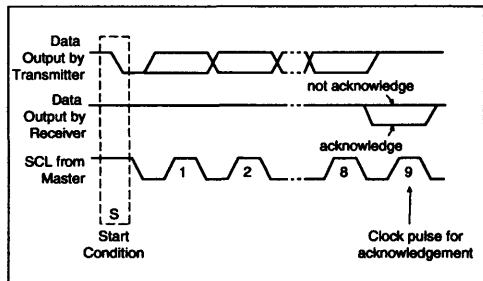 Data
Output by
Transmitter
not acknowledge
Data
Output by
Receiver
acknowledge
SCL from
Master
1 2 8 9
S
Start
Condition
Clock pulse for
acknowledgement